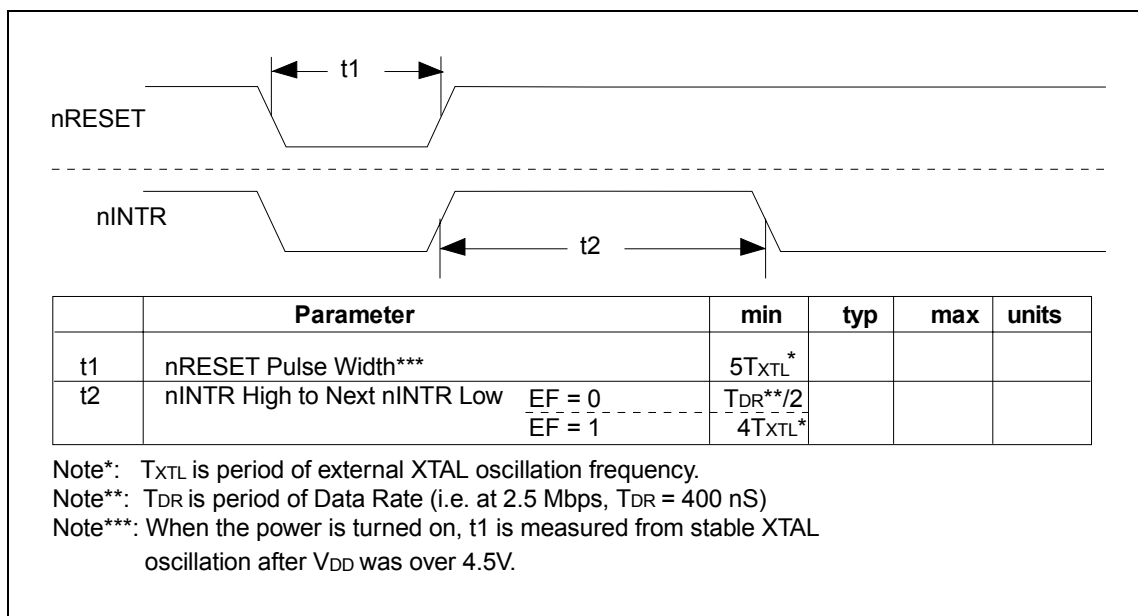 t1
nRESET
nINTR
t2
Parameter min typ max units
t1 nRESET Pulse Width*** 5TXTL*
t2 nINTR High to Next nINTR Low EF = 0 TDR**/2
EF = 1 4TXTL*
Note*: TXTL is period of external XTAL oscillation frequency.
Note**: TDR is period of Data Rate (i.e. at 2.5 Mbps, TDR = 400 nS)
Note***: When the power is turned on, t1 is measured from stable XTAL
oscillation after VDD was over 4.5V.